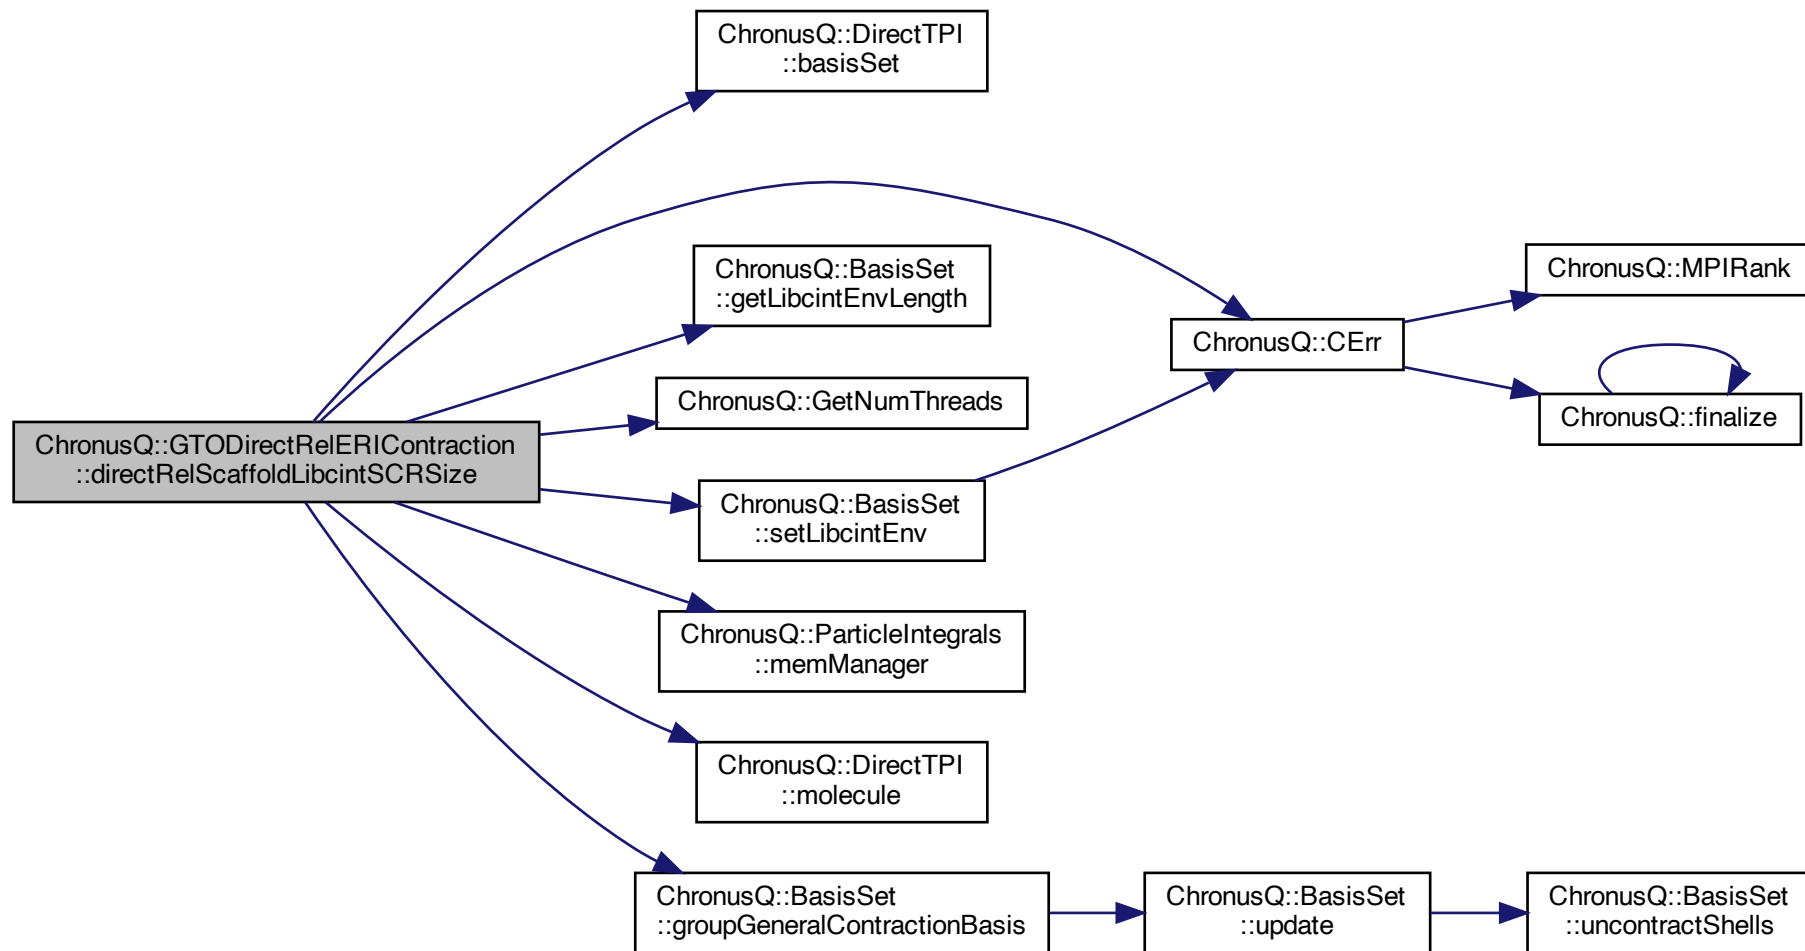 ChronusQ::DirectTPI
::basisSet
ChronusQ::BasisSet
::getLibcintEnvLength
ChronusQ::MPIRank
ChronusQ::CErr
ChronusQ::GetNumThreads
ChronusQ::finalize
ChronusQ::GTODirectRelERIContraction
::directRelScaffoldLibcintSCRSize
ChronusQ::BasisSet
::setLibcintEnv
ChronusQ::ParticleIntegrals
::memManager
ChronusQ::DirectTPI
::molecule
ChronusQ::BasisSet
::groupGeneralContractionBasis
ChronusQ::BasisSet
::update
ChronusQ::BasisSet
::uncontractShells